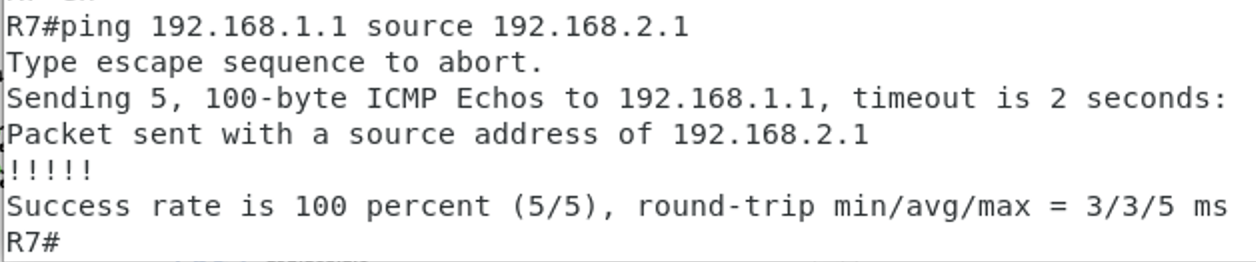 R7#ping 192.168.1.1 source 192.168.2.1
Type escape sequence to abort.
Sending 5, 100-byte ICMP Echos to 192.168.1.1, timeout is 2 seconds:
Packet sent with a source address of 192.168.2.1
!!!!!
Success rate is 100 percent (5/5), round-trip min/avg/max = 3/3/5 ms
R7#